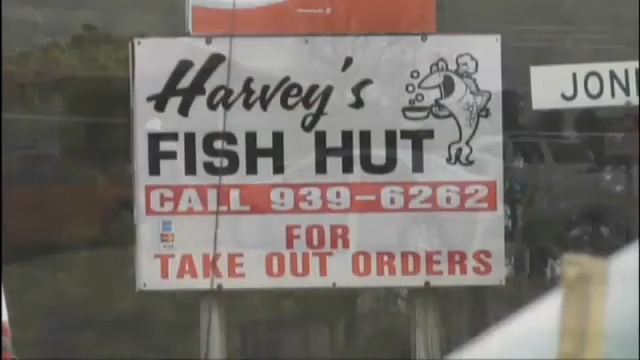 Harvey's
FISH HUT
CALL 939-6262
FOR
TAKE OUT ORDERS
JON